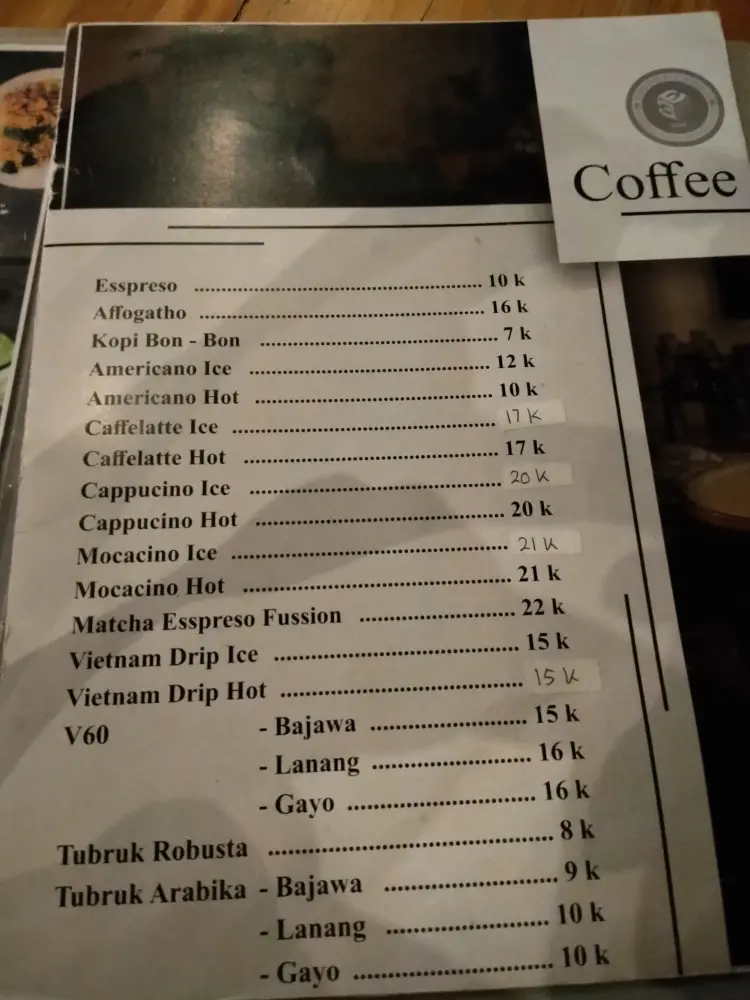 Coffee
Esspreso ........................ 10 k
Affogatho ........................ 16 k
Kopi Bon - Bon ........................ 7 k
Americano Ice ........................ 12 k
Americano Hot ........................ 10 k
Caffelatte Ice ........................ 17 K
Caffelatte Hot ........................ 17 k
Cappucino Ice ........................ 20 K
Cappucino Hot ........................ 20 k
Mocacino Ice ........................ 21 K
Mocacino Hot ........................ 21 k
Matcha Esspreso Fussion ........................ 22 k
Vietnam Drip Ice ........................ 15 k
Vietnam Drip Hot ........................ 15 K
V60 - Bajawa ........................ 15 k
- Lanang ........................ 16 k
- Gayo ........................ 16 k
Tubruk Robusta ........................ 8 k
Tubruk Arabika - Bajawa ........................ 9 k
- Lanang ........................ 10 k
- Gayo ........................ 10 k